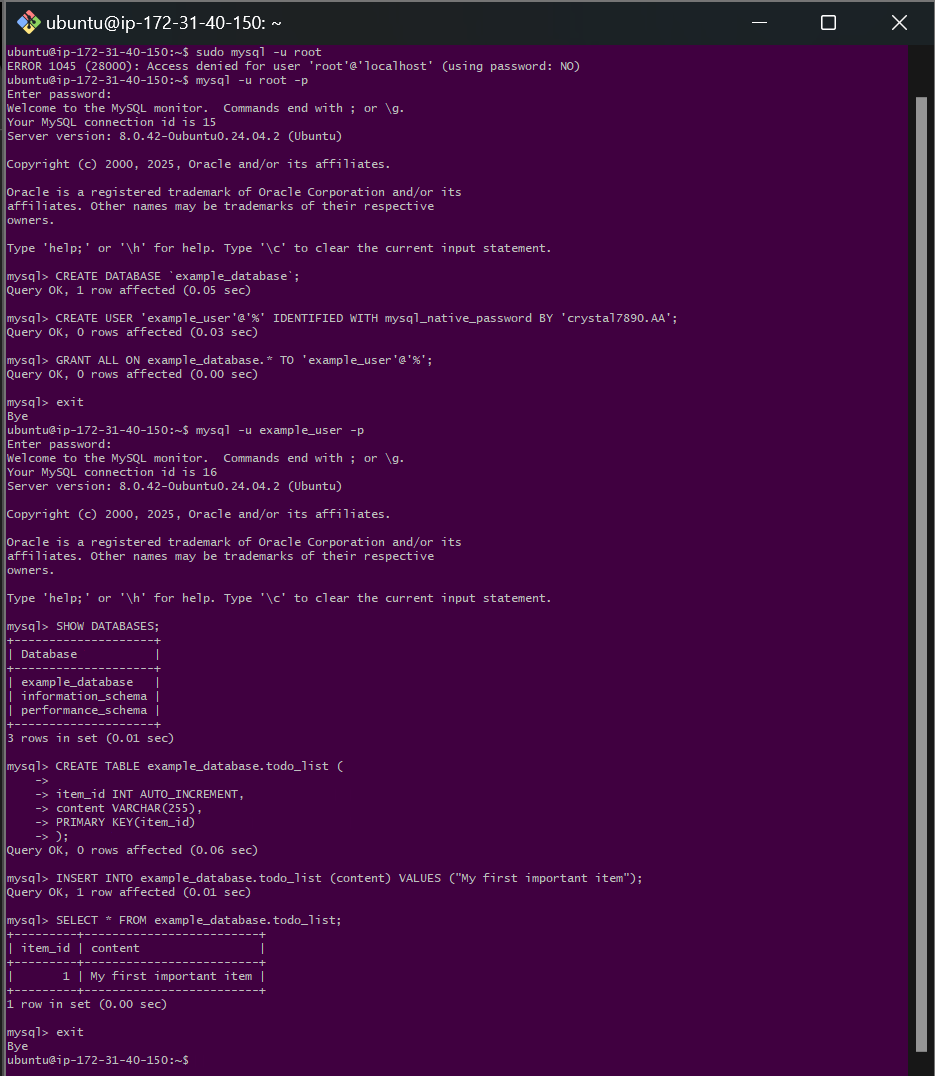 ubuntu@ip-172-31-40-150: ~
ubuntu@ip-172-31-40-150:~$ sudo mysql -u root
ERROR 1045 (28000): Access denied for user 'root'@'localhost' (using password: NO)
ubuntu@ip-172-31-40-150:~$ mysql -u root -p
Enter password:
Welcome to the MySQL monitor.  Commands end with ; or \g.
Your MySQL connection id is 15
Server version: 8.0.42-0ubuntu0.24.04.2 (Ubuntu)
Copyright (c) 2000, 2025, Oracle and/or its affiliates.
Oracle is a registered trademark of Oracle Corporation and/or its
affiliates. Other names may be trademarks of their respective
owners.
Type 'help;' or '\h' for help. Type '\c' to clear the current input statement.
mysql> CREATE DATABASE `example_database`;
Query OK, 1 row affected (0.05 sec)
mysql> CREATE USER 'example_user'@'%' IDENTIFIED WITH mysql_native_password BY 'crystal7890.AA';
Query OK, 0 rows affected (0.03 sec)
mysql> GRANT ALL ON example_database.* TO 'example_user'@'%';
Query OK, 0 rows affected (0.00 sec)
mysql> exit
Bye
ubuntu@ip-172-31-40-150:~$ mysql -u example_user -p
Enter password:
Welcome to the MySQL monitor.  Commands end with ; or \g.
Your MySQL connection id is 16
Server version: 8.0.42-0ubuntu0.24.04.2 (Ubuntu)
Copyright (c) 2000, 2025, Oracle and/or its affiliates.
Oracle is a registered trademark of Oracle Corporation and/or its
affiliates. Other names may be trademarks of their respective
owners.
Type 'help;' or '\h' for help. Type '\c' to clear the current input statement.
mysql> SHOW DATABASES;
+--------------------+
| Database           |
+--------------------+
| example_database   |
| information_schema |
| performance_schema |
+--------------------+
3 rows in set (0.01 sec)
mysql> CREATE TABLE example_database.todo_list (
    ->
    -> item_id INT AUTO_INCREMENT,
    -> content VARCHAR(255),
    -> PRIMARY KEY(item_id)
    -> );
Query OK, 0 rows affected (0.06 sec)
mysql> INSERT INTO example_database.todo_list (content) VALUES ("My first important item");
Query OK, 1 row affected (0.01 sec)
mysql> SELECT * FROM example_database.todo_list;
+---------+-------------------------+
| item_id | content                 |
+---------+-------------------------+
|       1 | My first important item |
+---------+-------------------------+
1 row in set (0.00 sec)
mysql> exit
Bye
ubuntu@ip-172-31-40-150:~$